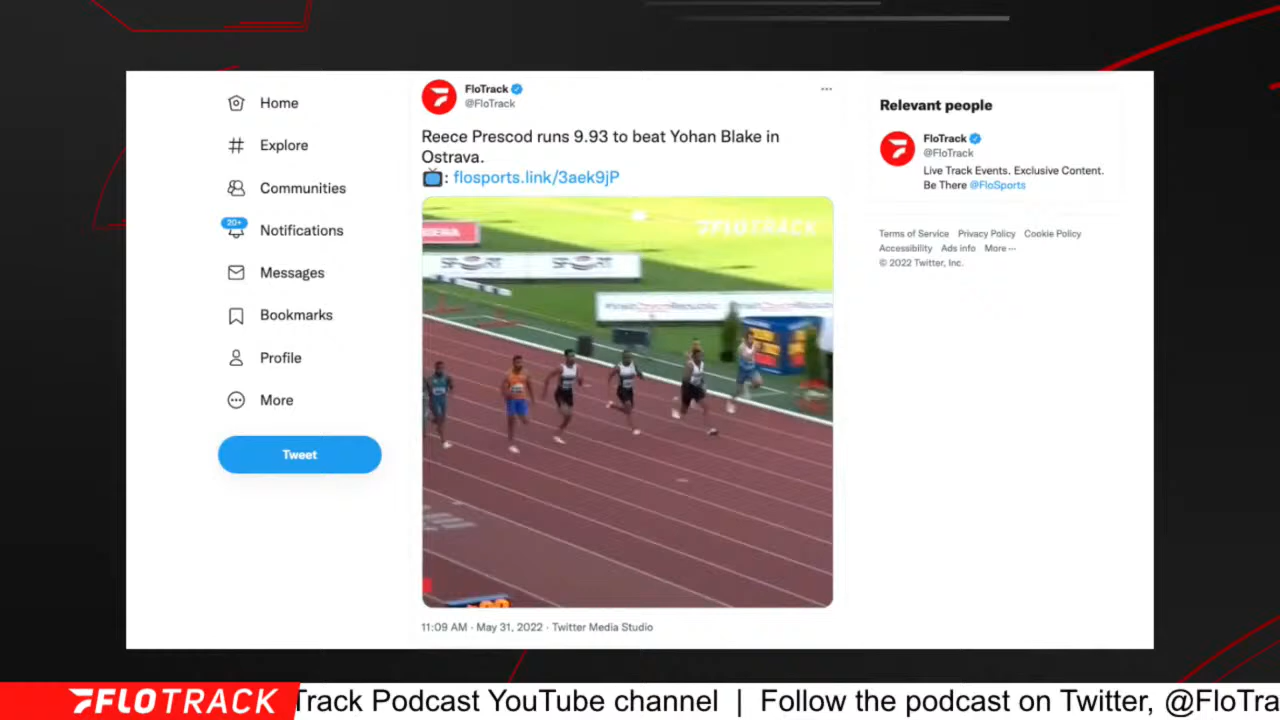 Home
Explore
Communities
20+
Notifications
Messages
Bookmarks
Profile
More
Tweet
FloTrack
@FloTrack
Reece Prescod runs 9.93 to beat Yohan Blake in
Ostrava.
: flosports.link/3aek9jP
FLOTRACK
SPORT SPORT
11:09 AM · May 31, 2022 · Twitter Media Studio
Relevant people
FloTrack
@FloTrack
Live Track Events. Exclusive Content.
Be There @FloSports
Terms of Service Privacy Policy Cookie Policy
Accessibility Ads info More ···
© 2022 Twitter, Inc.
FLOTRACK
Track Podcast YouTube channel | Follow the podcast on Twitter, @FloTra